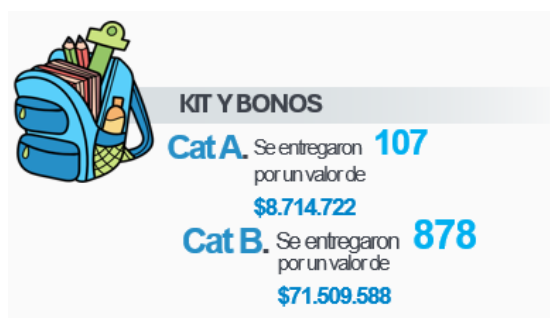 KIT Y BONOS
Cat A. Se entregaron 107
por un valor de
$8.714.722
Cat B. Se entregaron 878
por un valor de
$71.509.588